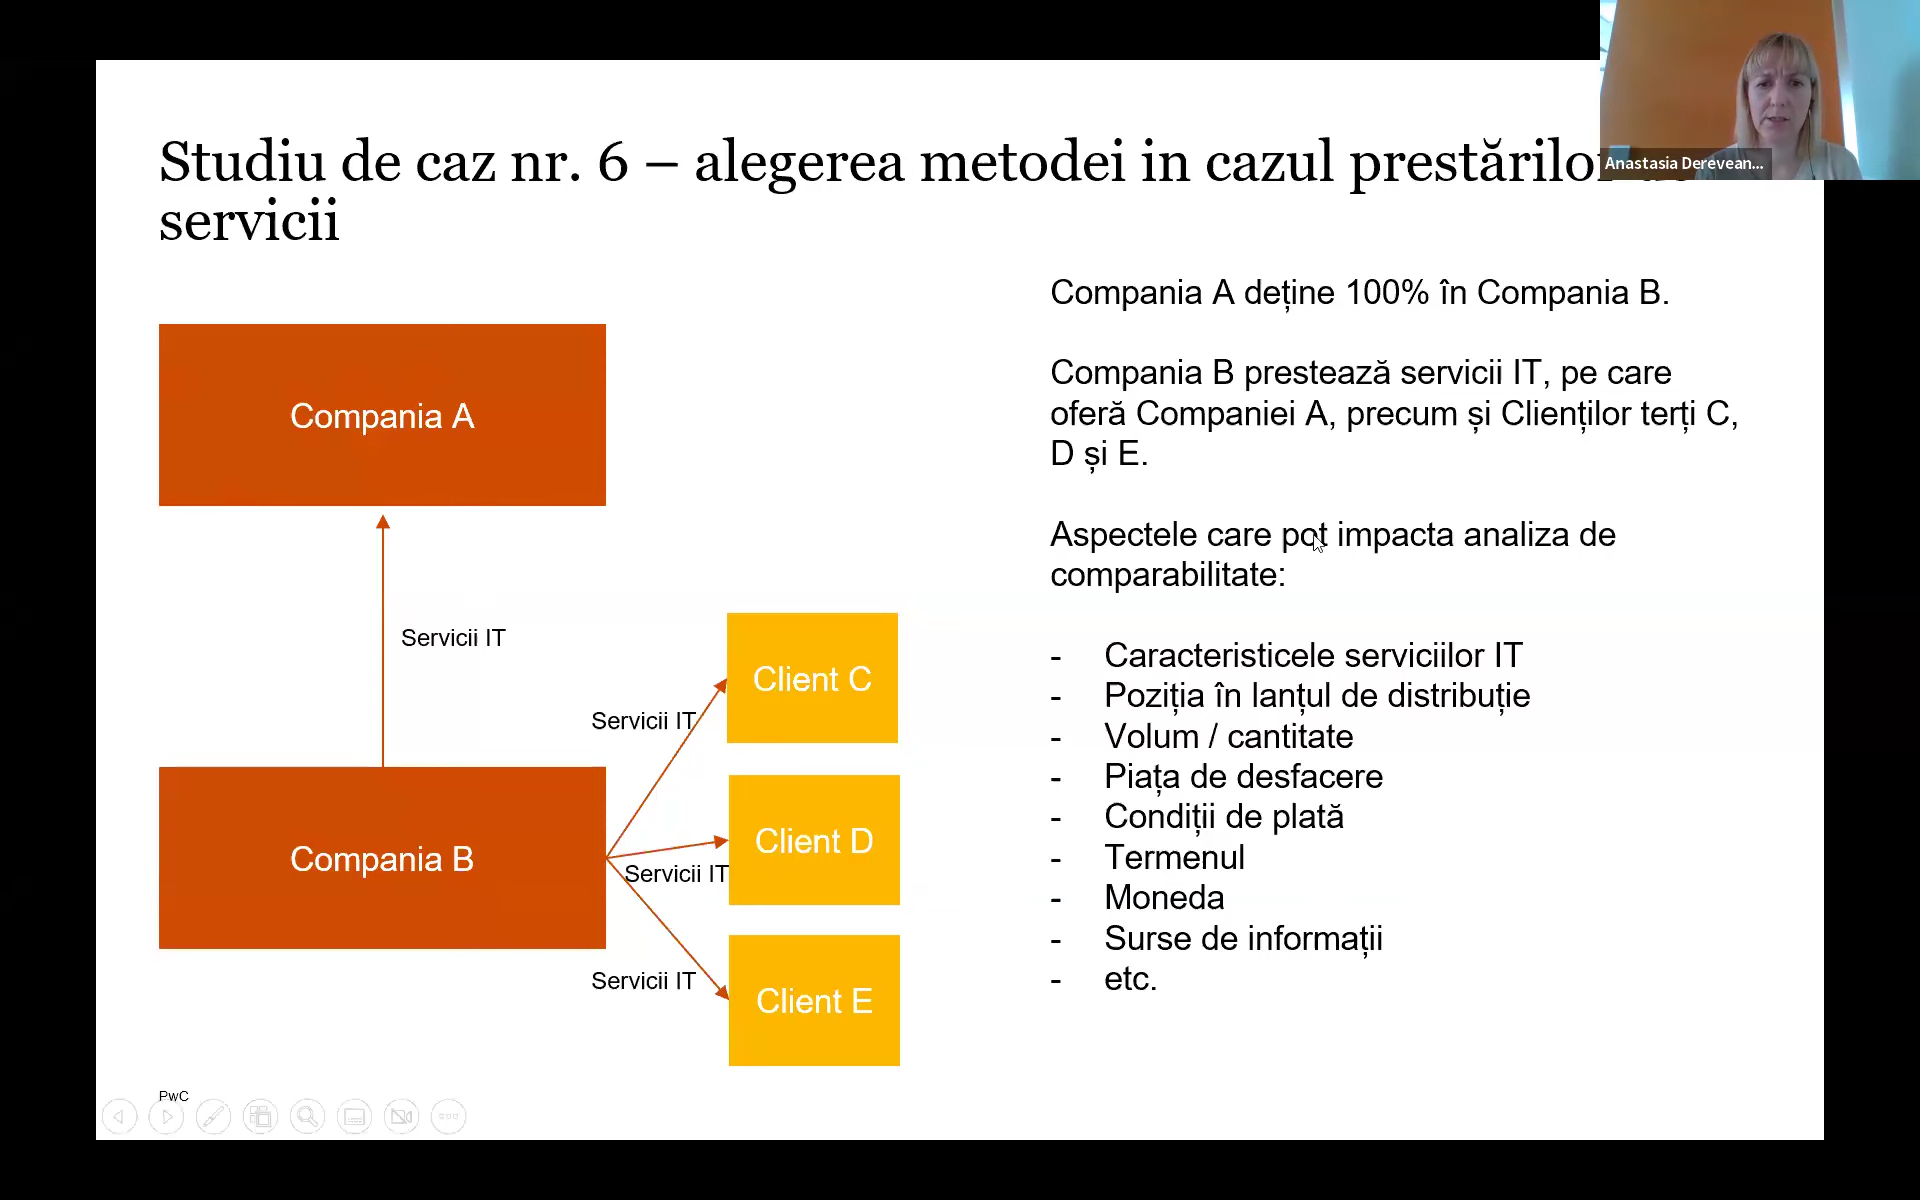 Studiu de caz nr. 6 – alegerea metodei in cazul prestărilor
servicii
Anastasia Derevean...
Compania A deține 100% în Compania B.
Compania B prestează servicii IT, pe care
oferă Companiei A, precum și Clienților terți C,
D și E.
Aspectele care pot impacta analiza de
comparabilitate:
- Caracteristicele serviciilor IT
- Poziția în lanțul de distribuție
- Volum / cantitate
- Piața de desfacere
- Condiții de plată
- Termenul
- Moneda
- Surse de informații
- etc.
Compania A
Servicii IT
Compania B
Servicii IT
Client C
Servicii IT
Client D
Servicii IT
Client E
PwC